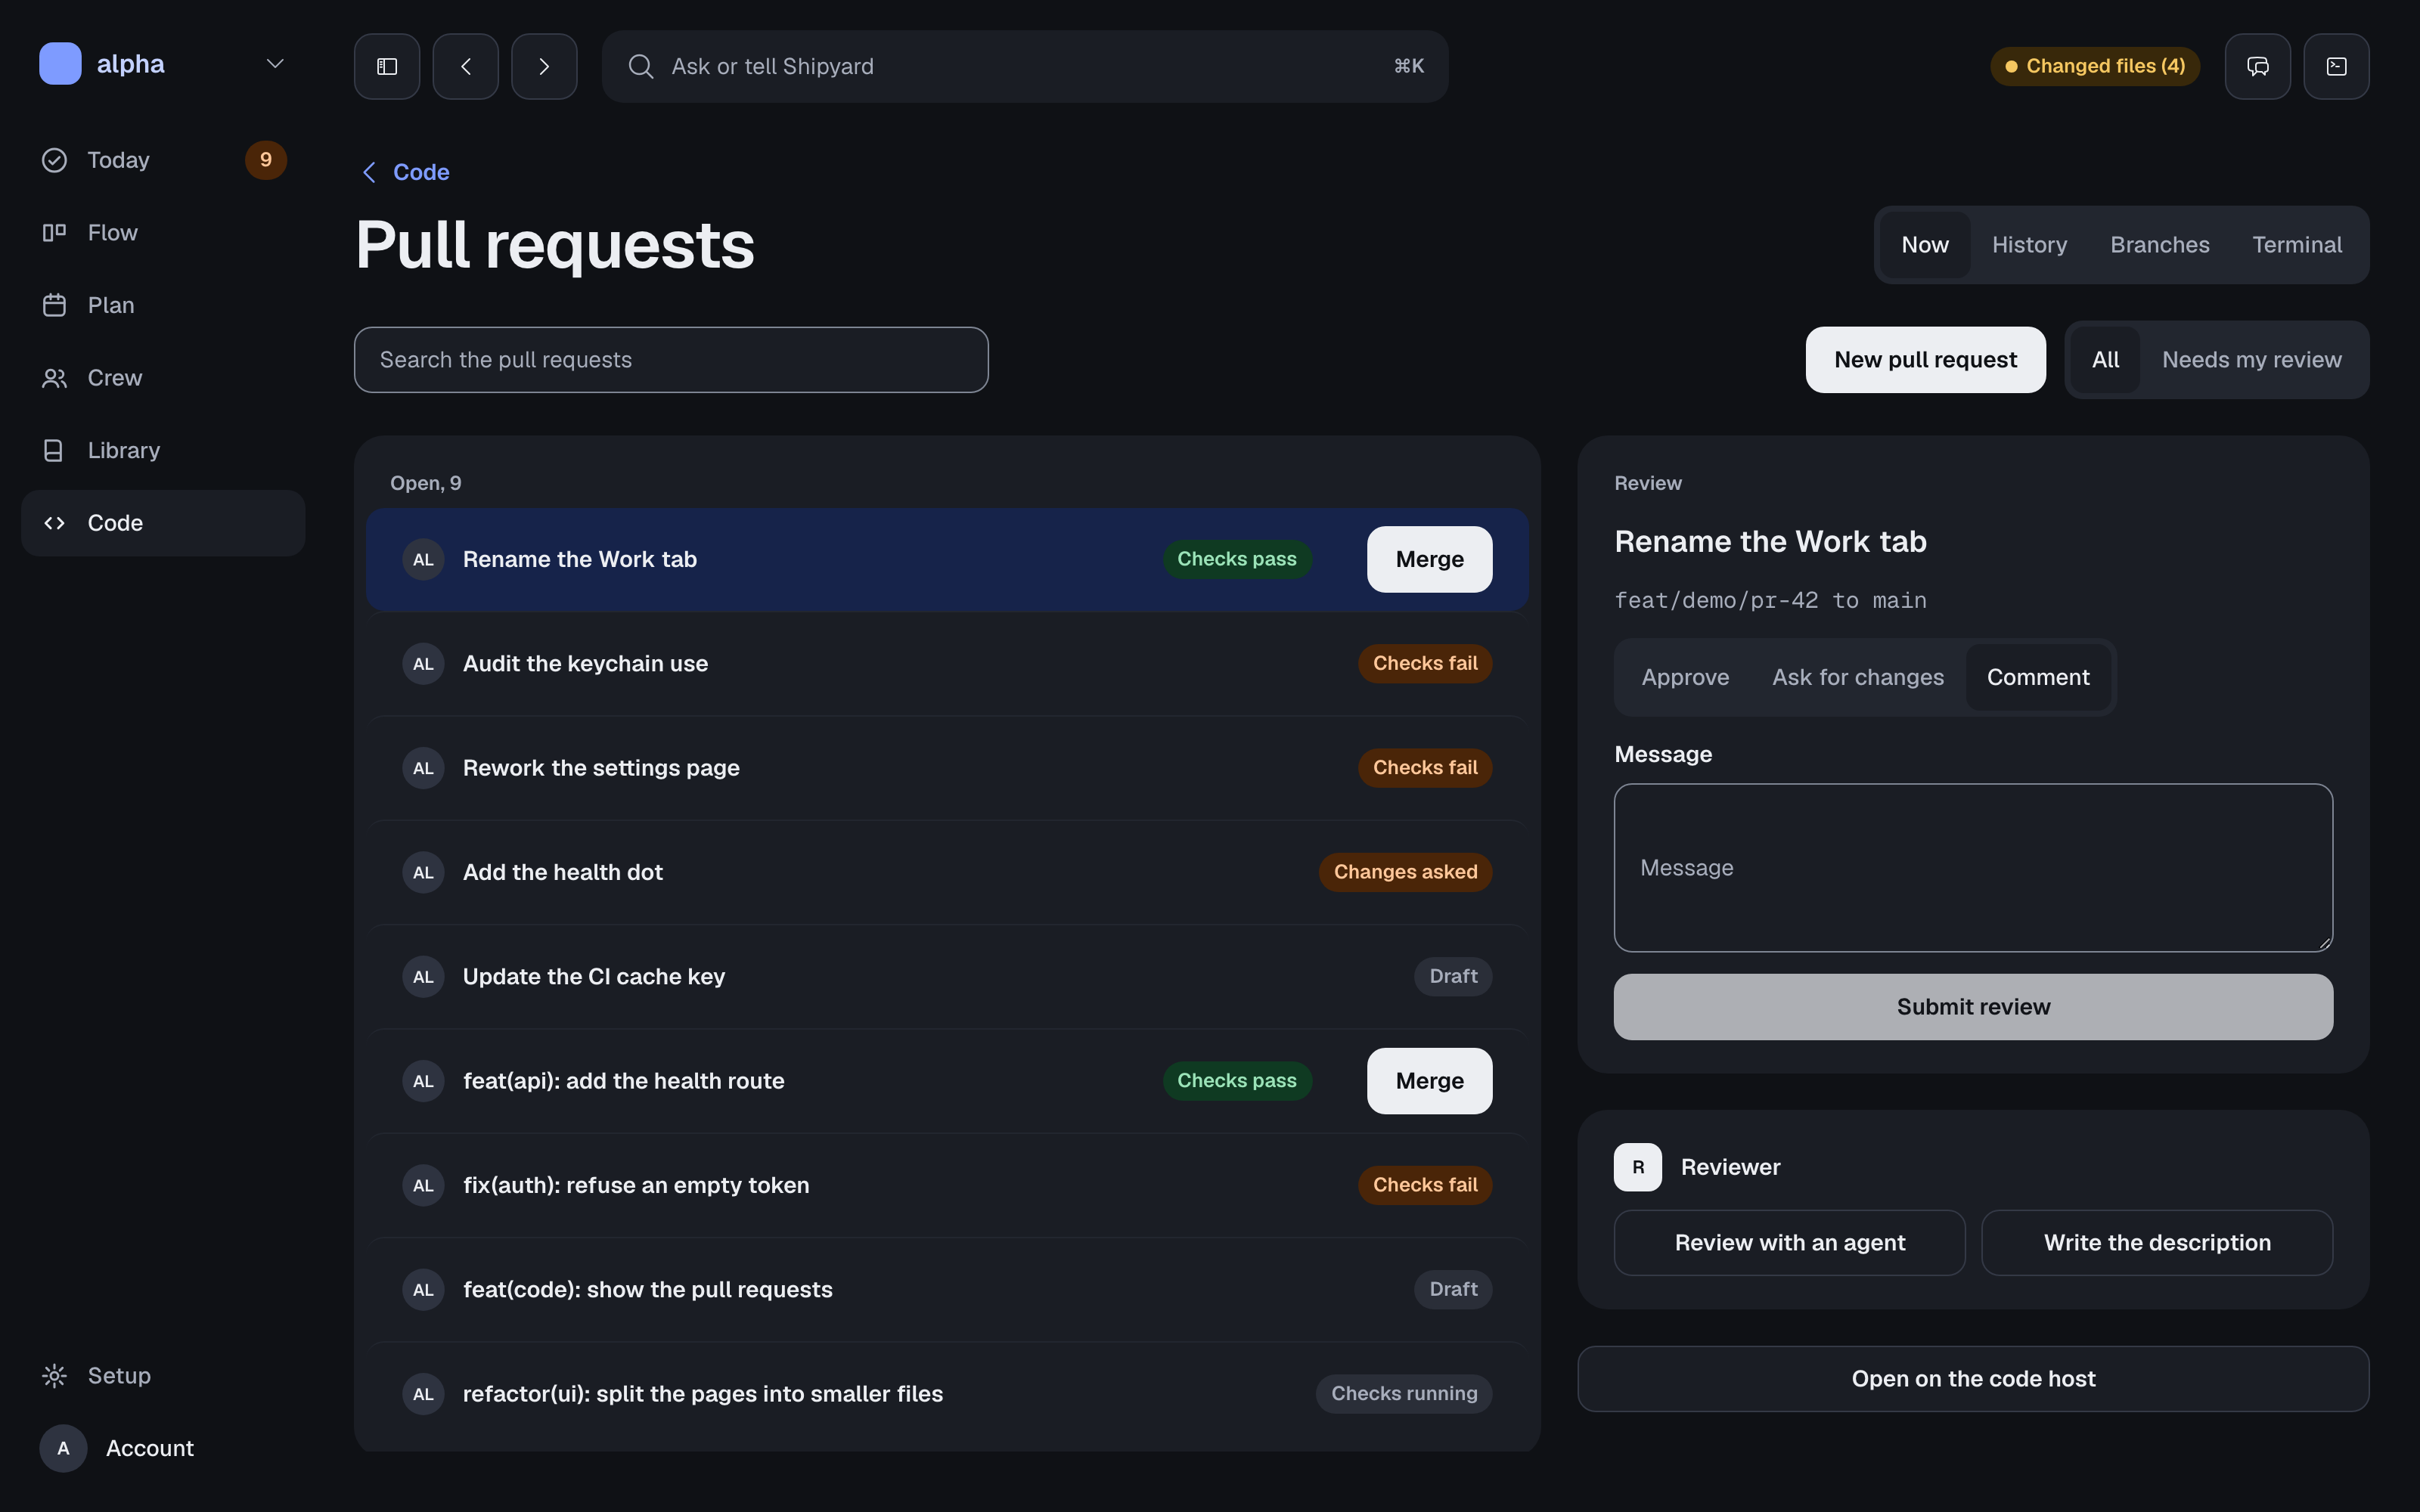 alpha
Ask or tell Shipyard ⌘K
Changed files (4)
Today 9
Flow
Plan
Crew
Library
Code
Setup
A Account
Code
Pull requests
Now History Branches Terminal
Search the pull requests
New pull request
All Needs my review
Open, 9
AL Rename the Work tab Checks pass Merge
AL Audit the keychain use Checks fail
AL Rework the settings page Checks fail
AL Add the health dot Changes asked
AL Update the CI cache key Draft
AL feat(api): add the health route Checks pass Merge
AL fix(auth): refuse an empty token Checks fail
AL feat(code): show the pull requests Draft
AL refactor(ui): split the pages into smaller files Checks running
Review
Rename the Work tab
feat/demo/pr-42 to main
Approve Ask for changes Comment
Message
Message
Submit review
R Reviewer
Review with an agent Write the description
Open on the code host